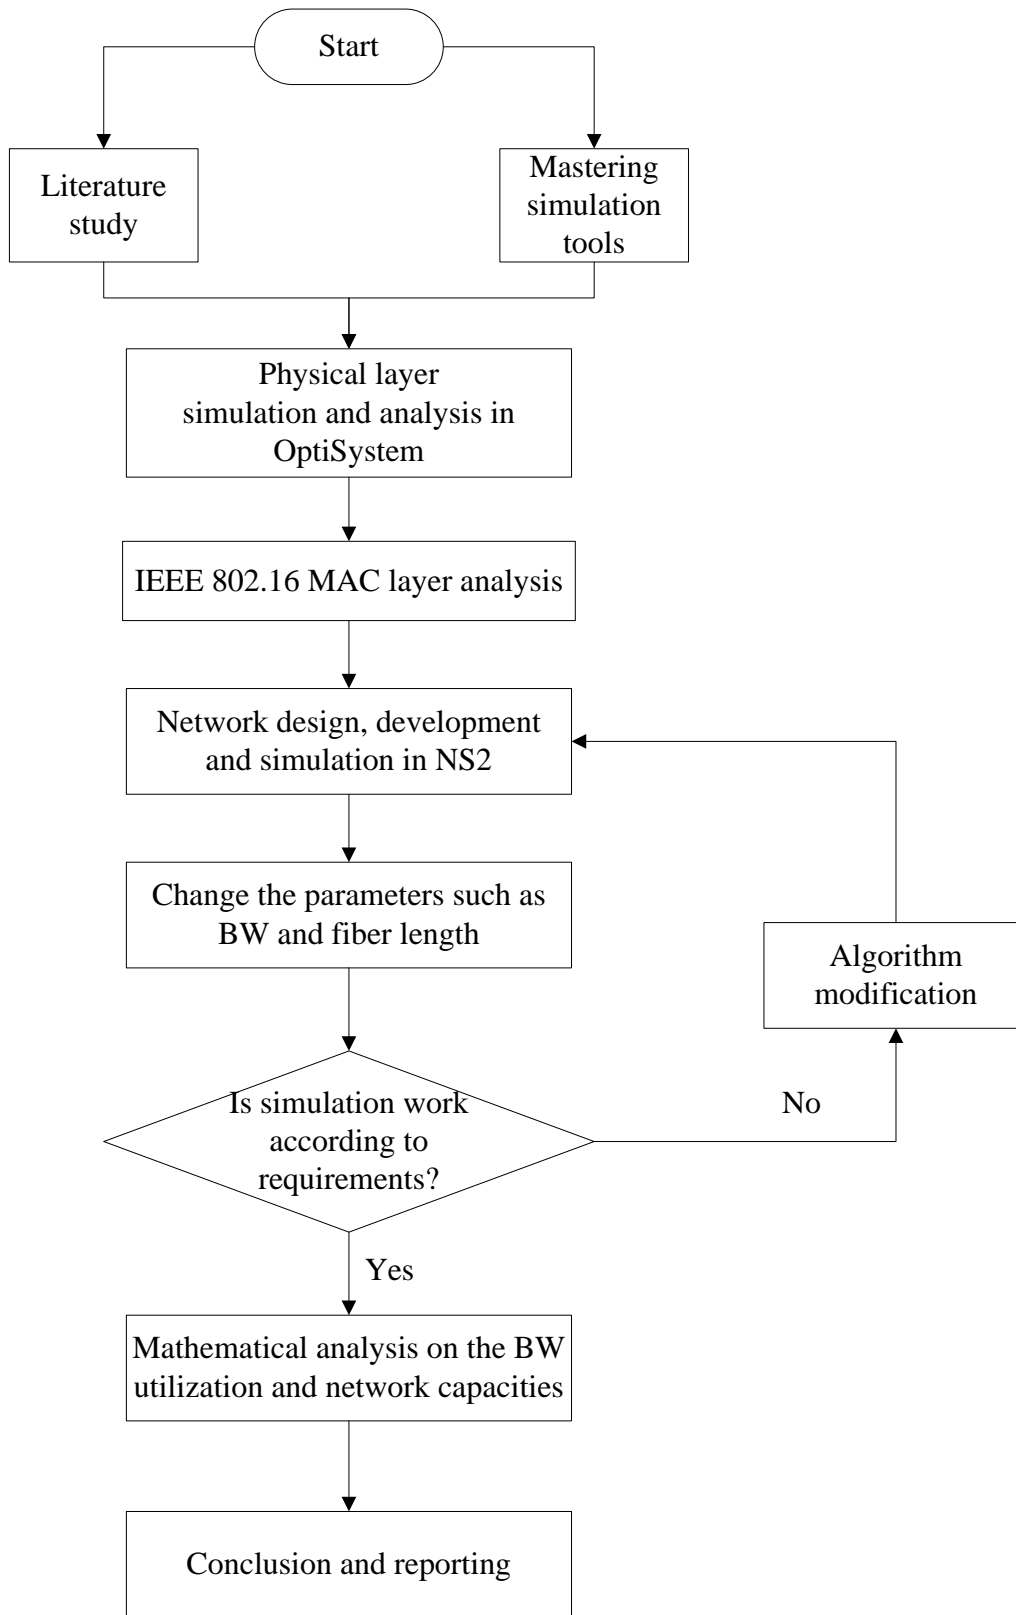 Start
Literature
study
Mastering
simulation
tools
Physical layer
simulation and analysis in
OptiSystem
IEEE 802.16 MAC layer analysis
Network design, development
and simulation in NS2
Change the parameters such as
BW and fiber length
Algorithm
modification
Is simulation work
according to
requirements?
No
Yes
Mathematical analysis on the BW
utilization and network capacities
Conclusion and reporting